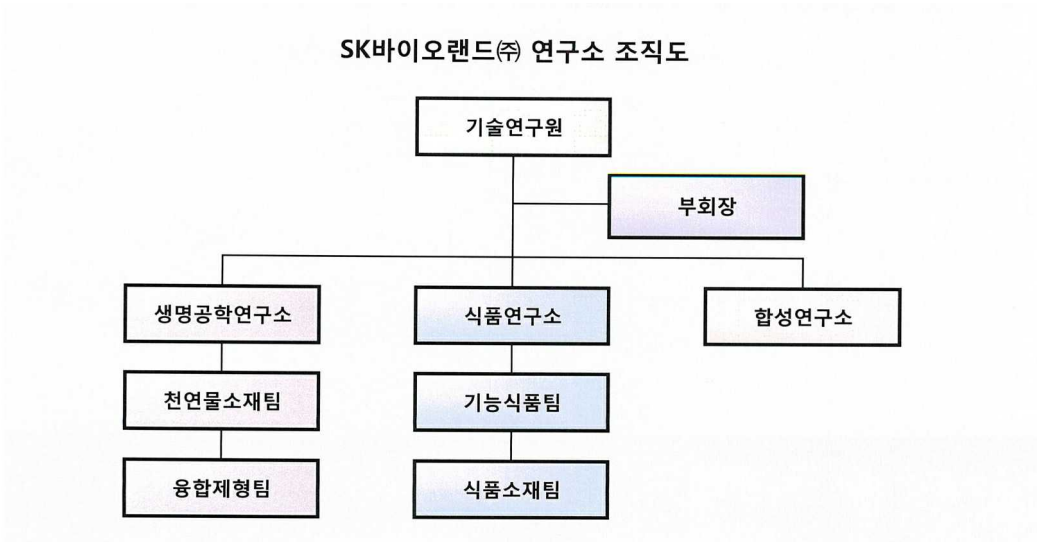 SK바이오랜드㈜ 연구소 조직도
기술연구원
부회장
생명공학연구소
식품연구소
합성연구소
천연물소재팀
기능식품팀
융합제형팀
식품소재팀